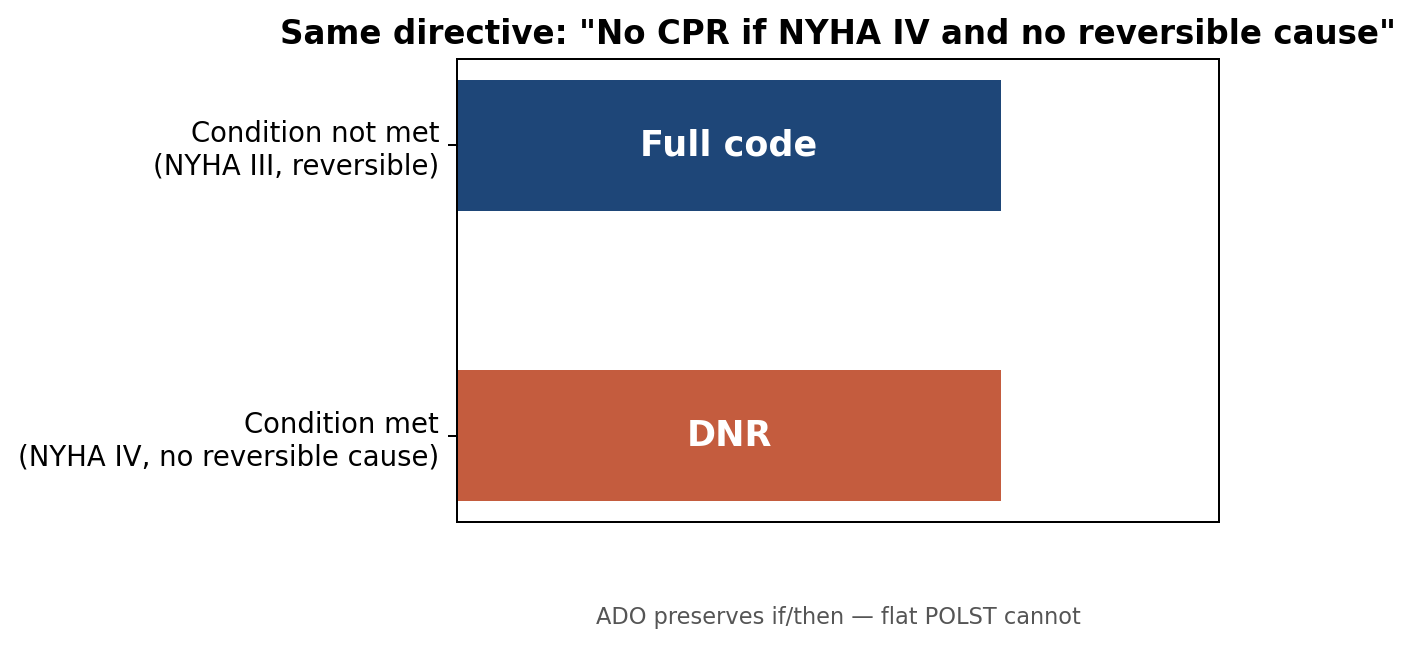 Same directive: "No CPR if NYHA IV and no reversible cause"
Condition not met
(NYHA III, reversible)
Full code
Condition met
(NYHA IV, no reversible cause)
DNR
ADO preserves if/then — flat POLST cannot